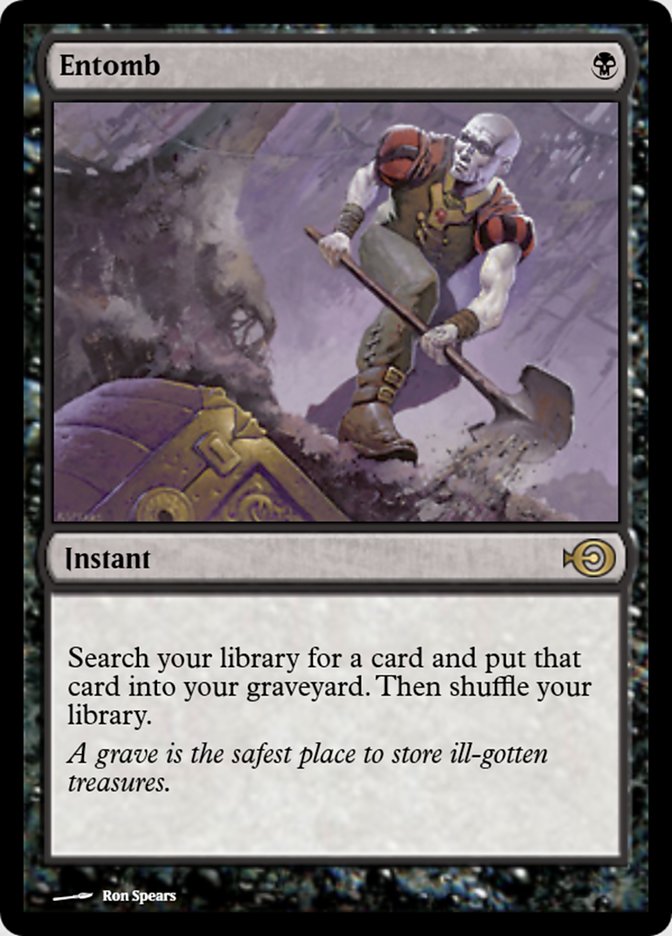 Entomb
Instant
Search your library for a card and put that
card into your graveyard. Then shuffle your
library.
A grave is the safest place to store ill-gotten
treasures.
Ron Spears